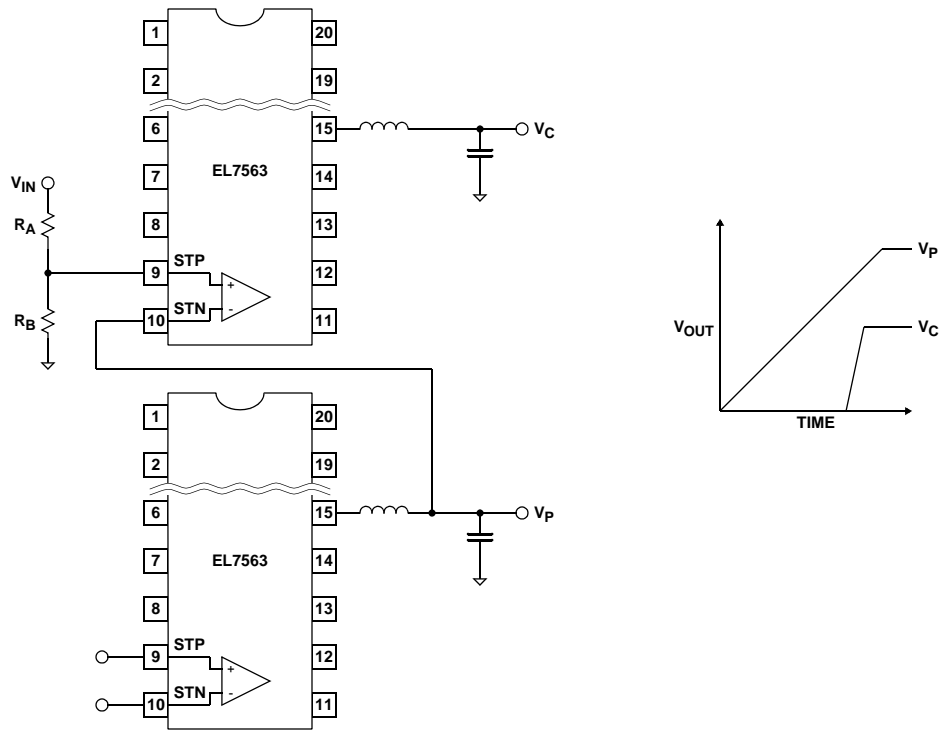 1 20
2 19
6 15 V_C
EL7563
7 14
V_IN
R_A
8 13
9 STP + 12
R_B
10 STN - 11
1 20
2 19
6 15 V_P
EL7563
7 14
8 13
9 STP + 12
10 STN - 11
V_P
V_OUT V_C
TIME